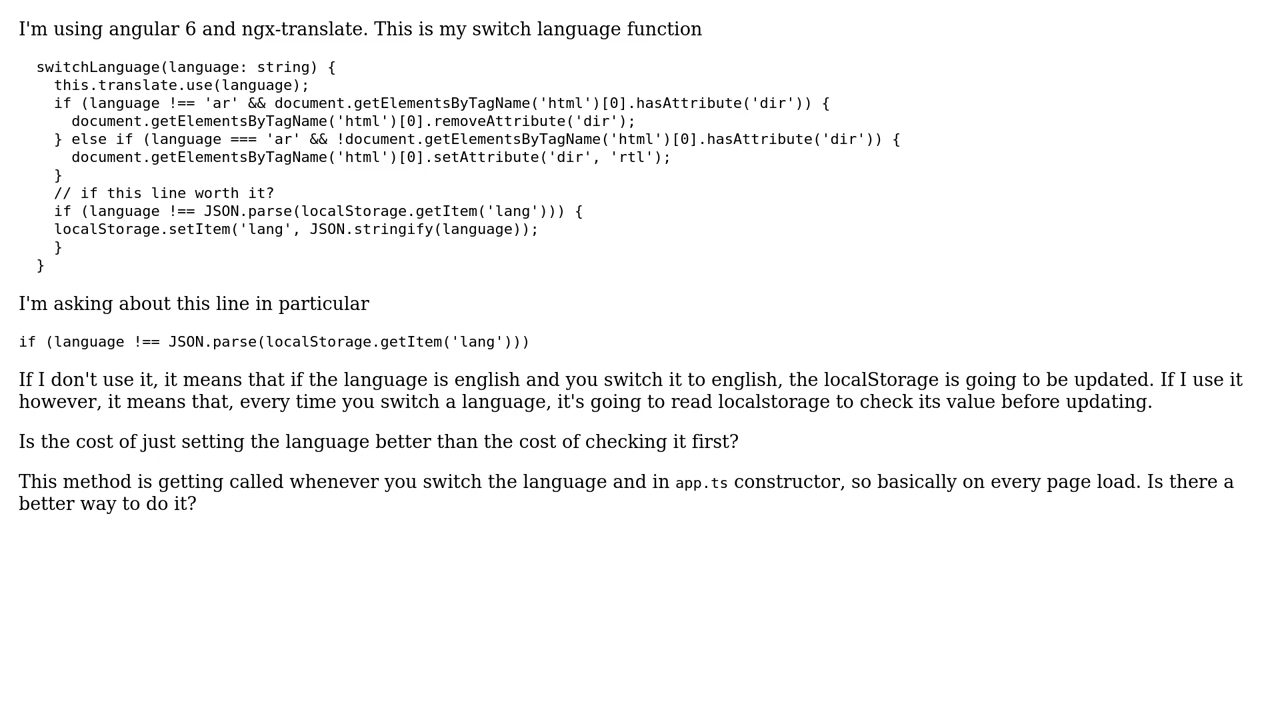 I'm using angular 6 and ngx-translate. This is my switch language function
switchLanguage(language: string) {
this.translate.use(language);
if (language !== 'ar' && document.getElementsByTagName('html')[0].hasAttribute('dir')) {
document.getElementsByTagName('html')[0].removeAttribute('dir');
} else if (language === 'ar' && !document.getElementsByTagName('html')[0].hasAttribute('dir')) {
document.getElementsByTagName('html')[0].setAttribute('dir', 'rtl');
}
// if this line worth it?
if (language !== JSON.parse(localStorage.getItem('lang'))) {
localStorage.setItem('lang', JSON.stringify(language));
}
}
I'm asking about this line in particular
if (language !== JSON.parse(localStorage.getItem('lang')))
If I don't use it, it means that if the language is english and you switch it to english, the localStorage is going to be updated. If I use it
however, it means that, every time you switch a language, it's going to read localstorage to check its value before updating.
Is the cost of just setting the language better than the cost of checking it first?
This method is getting called whenever you switch the language and in app.ts constructor, so basically on every page load. Is there a
better way to do it?